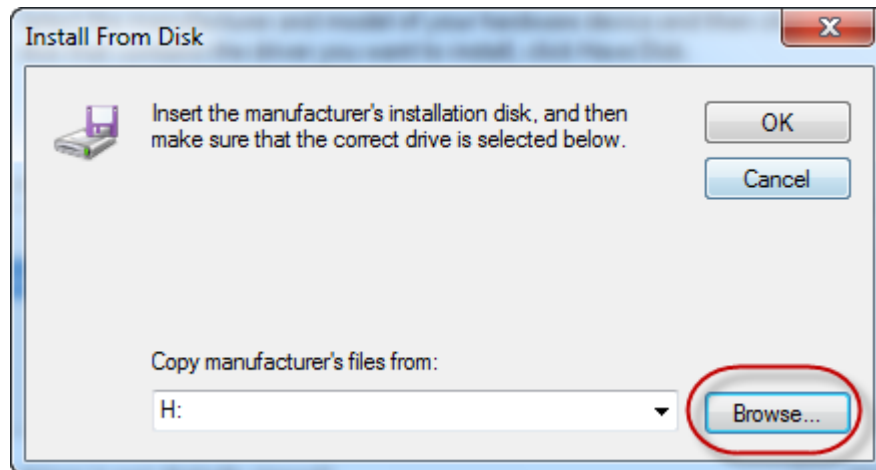 Install From Disk
Insert the manufacturer's installation disk, and then
make sure that the correct drive is selected below.
OK
Cancel
Copy manufacturer's files from:
H:
Browse...